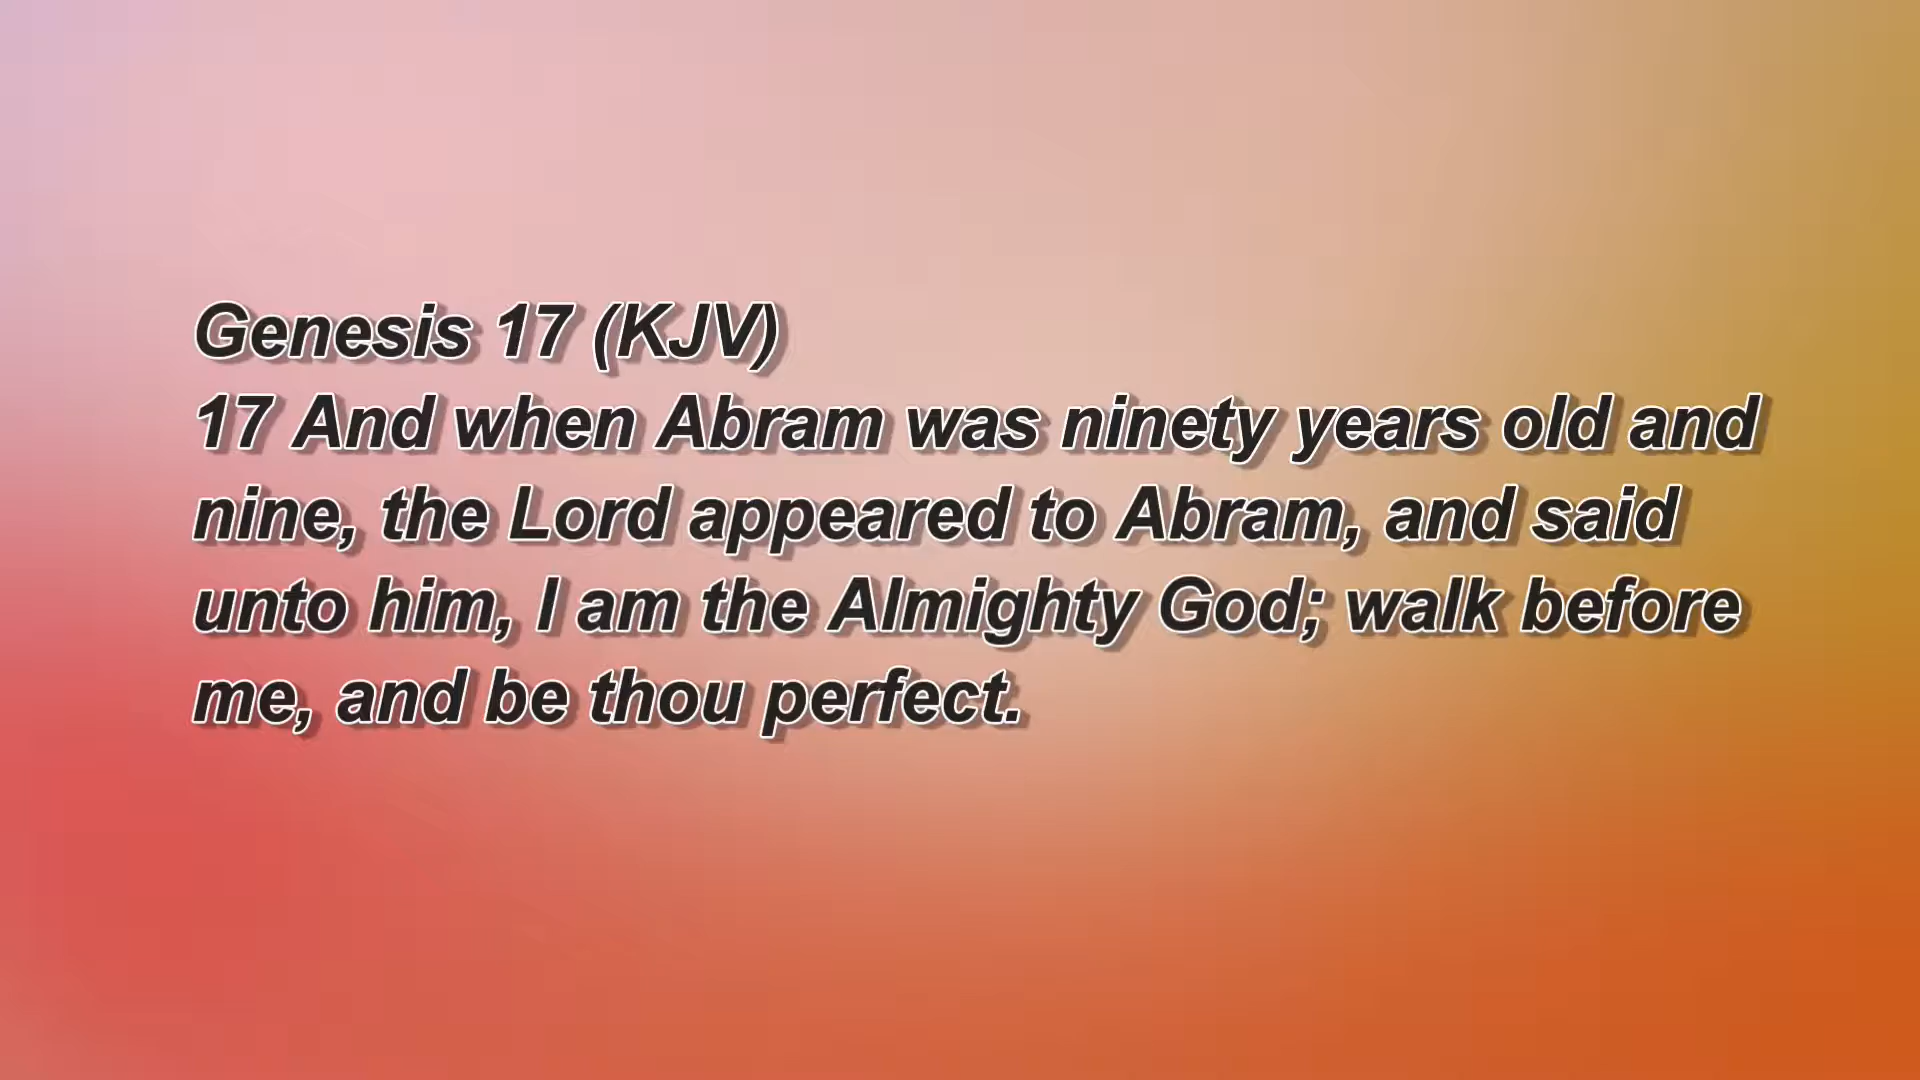 Genesis 17 (KJV)
17 And when Abram was ninety years old and
nine, the Lord appeared to Abram, and said
unto him, I am the Almighty God; walk before
me, and be thou perfect.